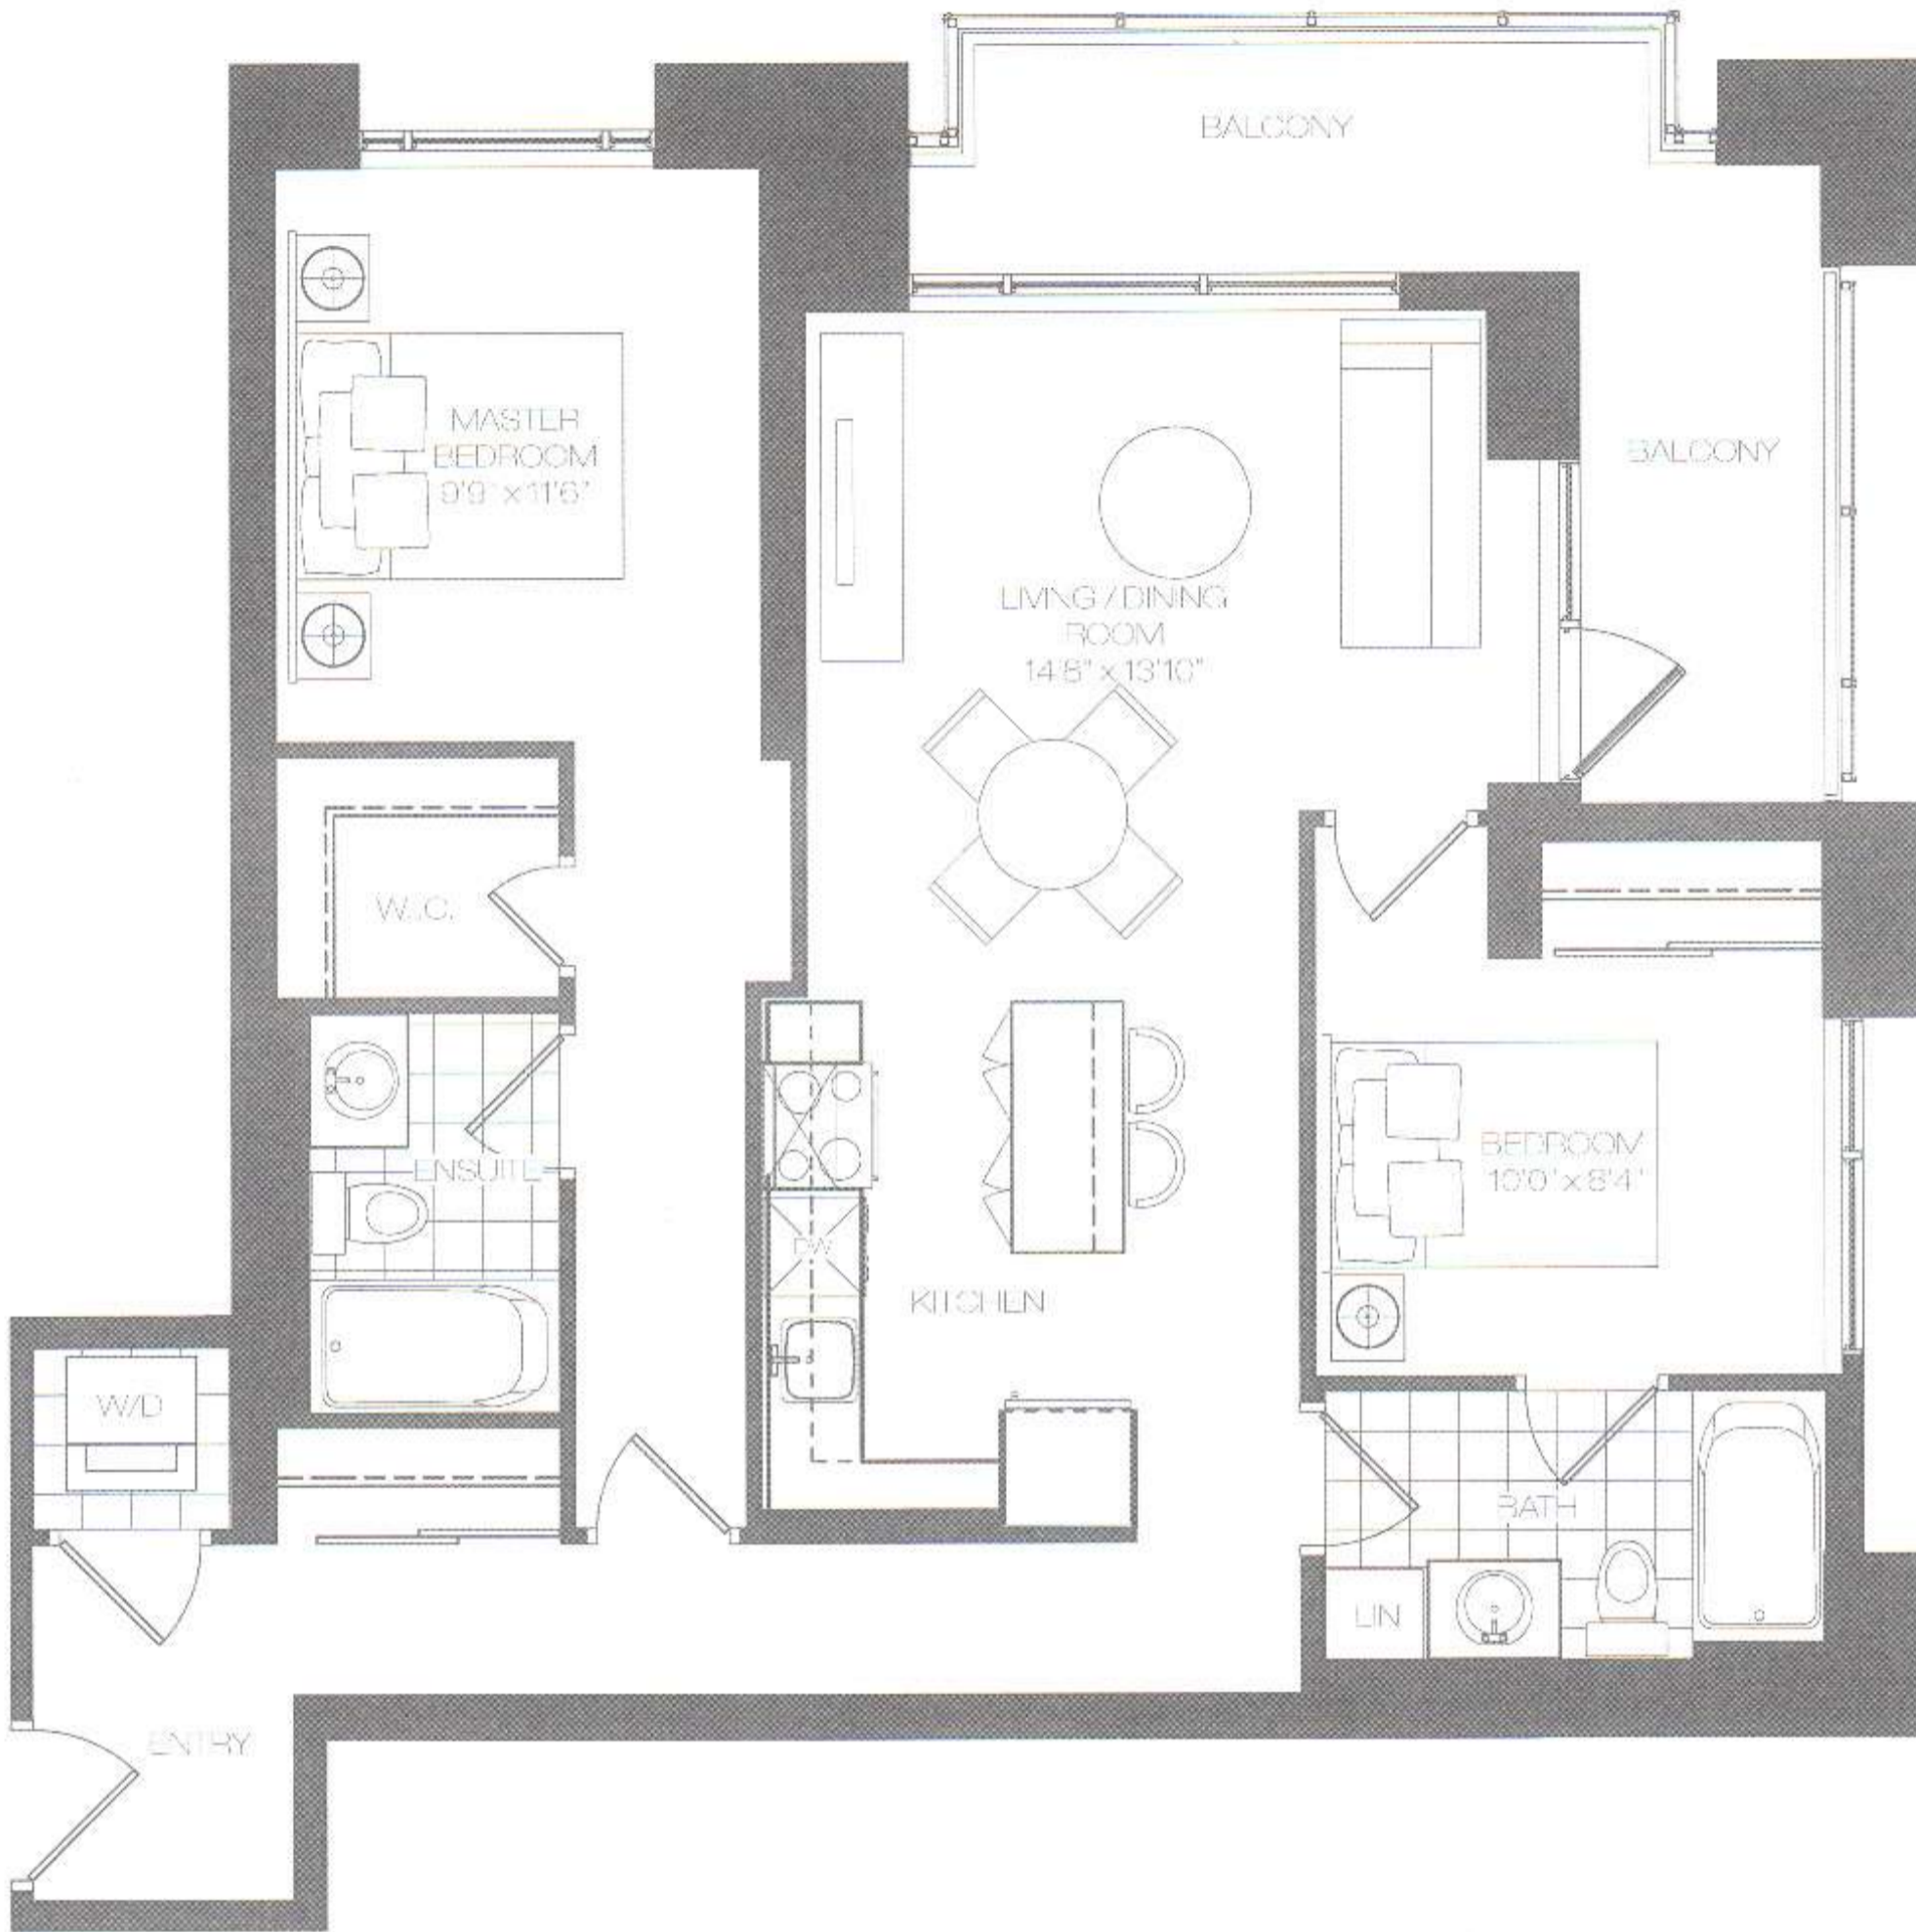 BALCONY
MASTER
BEDROOM
9'9" x 11'6"
BALCONY
LIVING / DINING
ROOM
14'8" x 13'10"
W.I.C.
ENSUITE
BEDROOM
10'0" x 8'4"
DW
KITCHEN
W/D
BATH
LIN
ENTRY